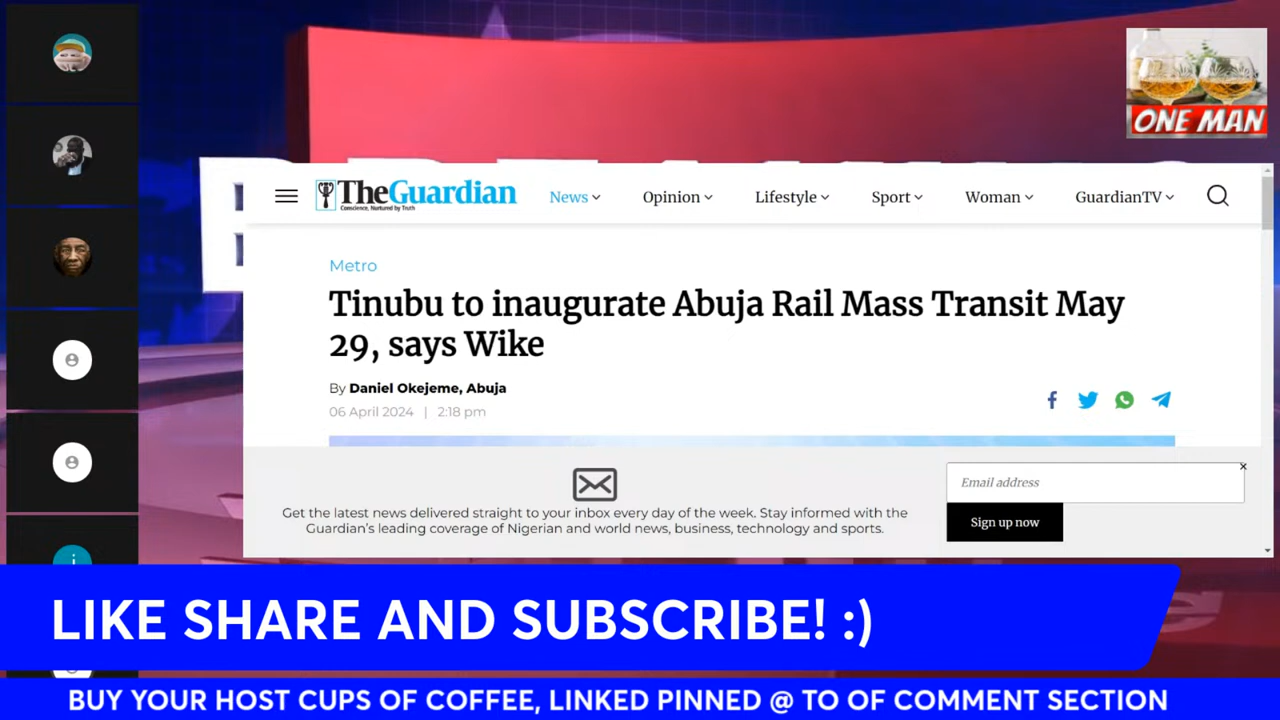 ONE MAN
TheGuardian
Conscience, Nurtured by Truth
News
Opinion
Lifestyle
Sport
Woman
GuardianTV
Metro
Tinubu to inaugurate Abuja Rail Mass Transit May
29, says Wike
By Daniel Okejeme, Abuja
06 April 2024 | 2:18 pm
Get the latest news delivered straight to your inbox every day of the week. Stay informed with the
Guardian's leading coverage of Nigerian and world news, business, technology and sports.
Email address
Sign up now
i
LIKE SHARE AND SUBSCRIBE! :)
BUY YOUR HOST CUPS OF COFFEE, LINKED PINNED @ TO OF COMMENT SECTION